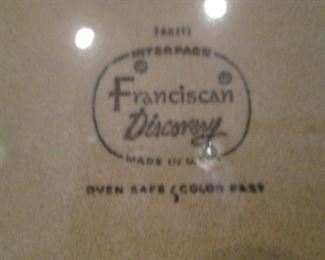 TAHITI
INTERPACE
© ®
Franciscan
Discovery
MADE IN U.S.A.
OVEN SAFE / COLOR FAST